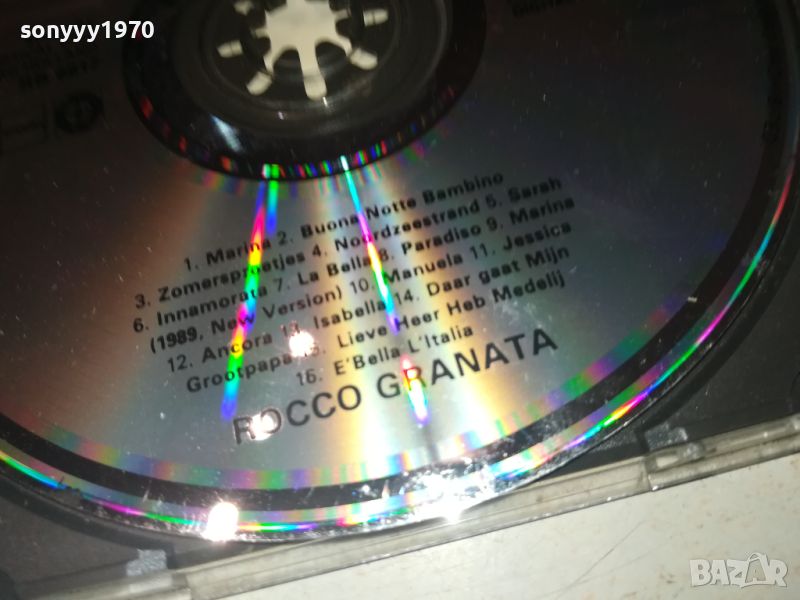 sonyyy1970
1. Marina 2. Buona Notte Bambino
3. Zomersproetjes 4. Noordzeestrand 5. Sarah
6. Innamorata 7. La Bella 8. Paradiso 9. Marina
(1989, New Version) 10. Manuela 11. Jessica
12. Ancora 13. Isabella 14. Daar gaat Mijn
Grootpapa 15. Lieve Heer Heb Medelij
16. E'Bella L'Italia
ROCCO GRANATA
BAZAR